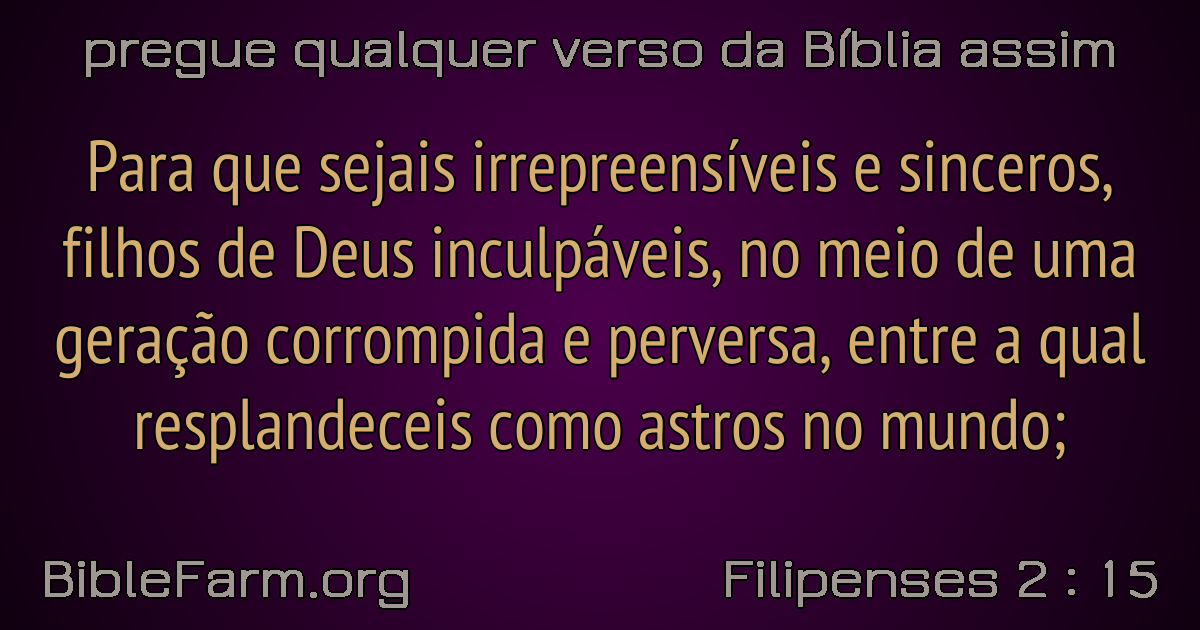 pregue qualquer verso da Bíblia assim
Para que sejais irrepreensíveis e sinceros,
filhos de Deus inculpáveis, no meio de uma
geração corrompida e perversa, entre a qual
resplandeceis como astros no mundo;
BibleFarm.org
Filipenses 2 : 15